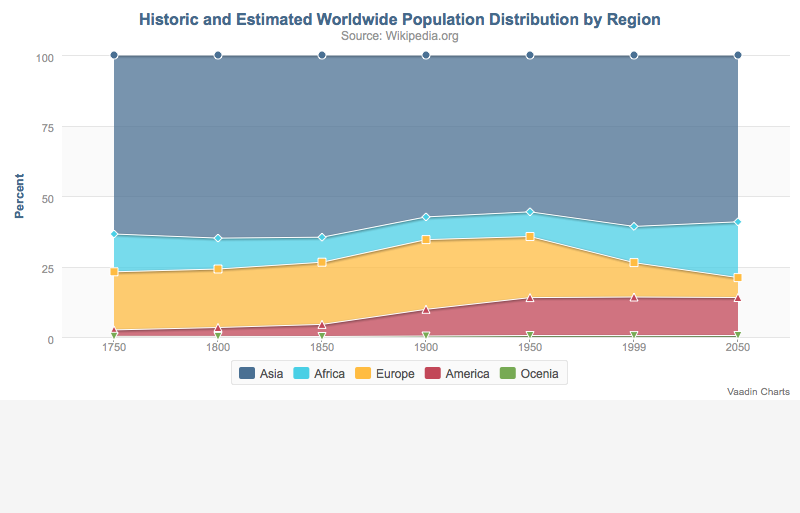 Historic and Estimated Worldwide Population Distribution by Region
Source: Wikipedia.org
Percent
100
75
50
25
0
1750 1800 1850 1900 1950 1999 2050
Asia Africa Europe America Ocenia
Vaadin Charts